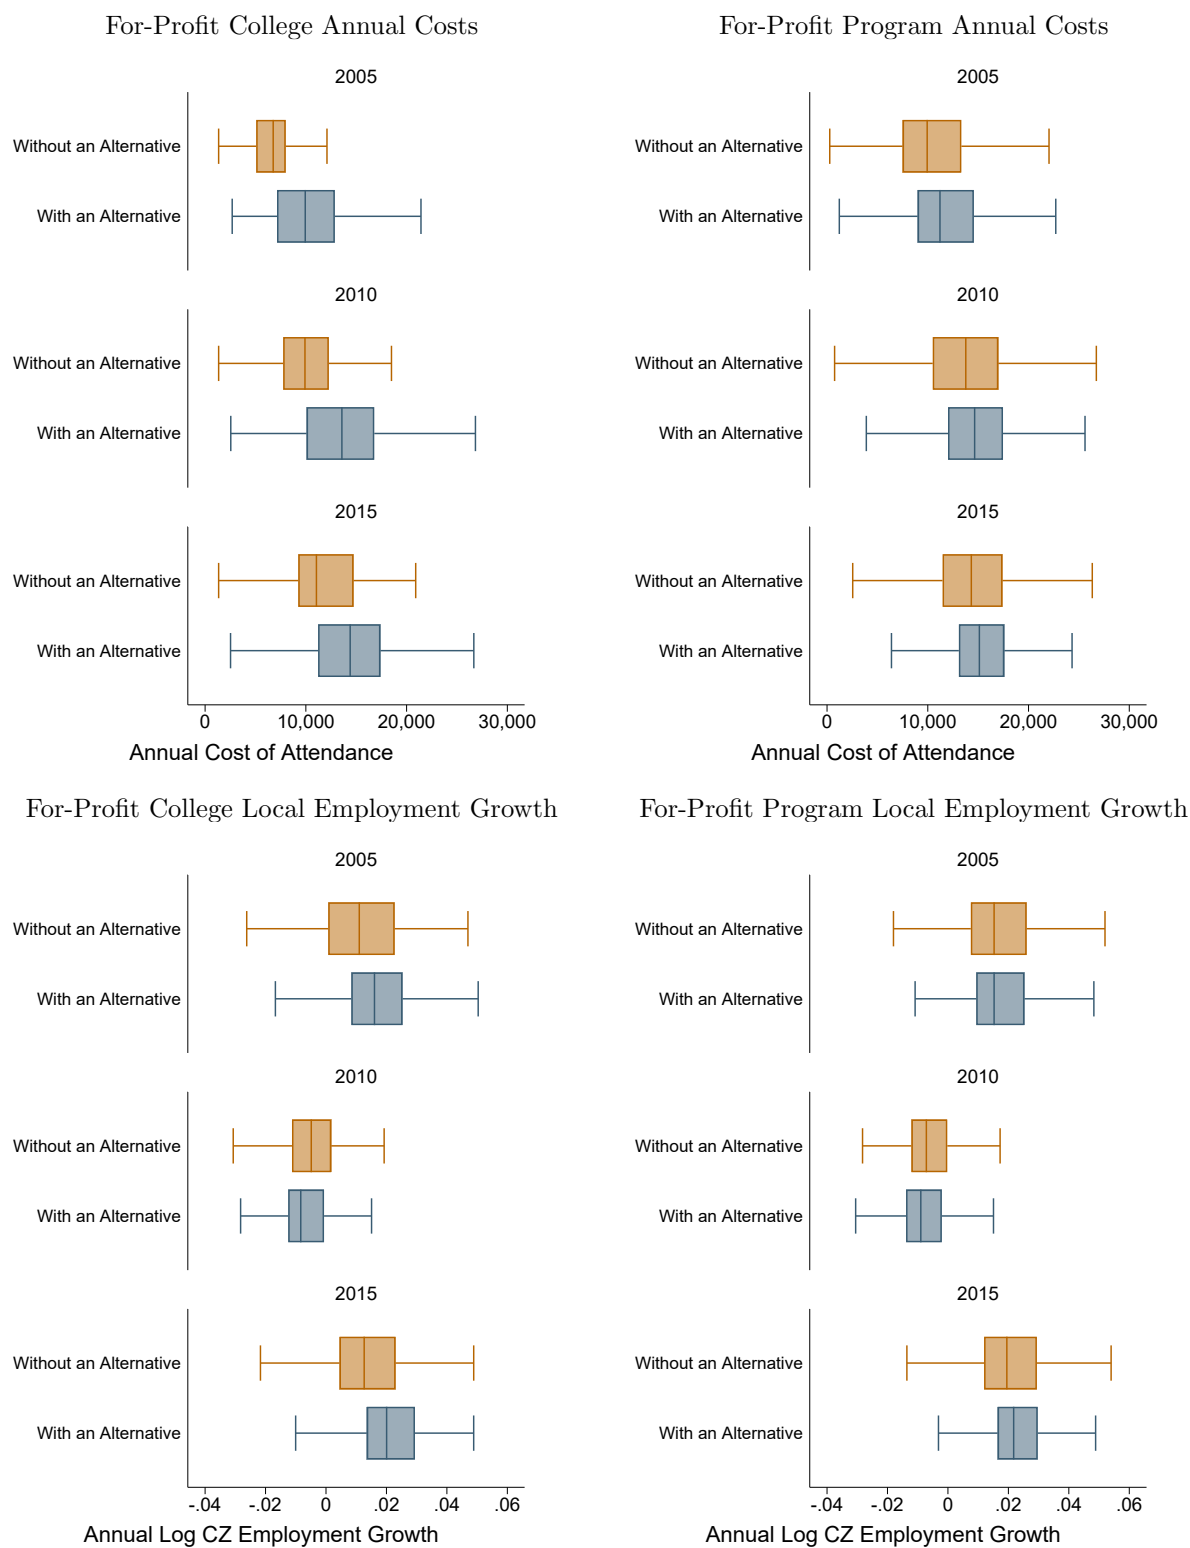 For-Profit College Annual Costs
2005
Without an Alternative
With an Alternative
2010
Without an Alternative
With an Alternative
2015
Without an Alternative
With an Alternative
0 10,000 20,000 30,000
Annual Cost of Attendance
For-Profit Program Annual Costs
2005
Without an Alternative
With an Alternative
2010
Without an Alternative
With an Alternative
2015
Without an Alternative
With an Alternative
0 10,000 20,000 30,000
Annual Cost of Attendance
For-Profit College Local Employment Growth
2005
Without an Alternative
With an Alternative
2010
Without an Alternative
With an Alternative
2015
Without an Alternative
With an Alternative
-.04 -.02 0 .02 .04 .06
Annual Log CZ Employment Growth
For-Profit Program Local Employment Growth
2005
Without an Alternative
With an Alternative
2010
Without an Alternative
With an Alternative
2015
Without an Alternative
With an Alternative
-.04 -.02 0 .02 .04 .06
Annual Log CZ Employment Growth